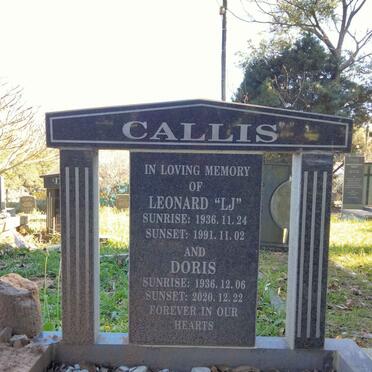 CALLIS
IN LOVING MEMORY
OF
LEONARD "LJ"
SUNRISE: 1936.11.24
SUNSET: 1991.11.02
AND
DORIS
SUNRISE: 1936.12.06
SUNSET: 2020.12.22
FOREVER IN OUR
HEARTS